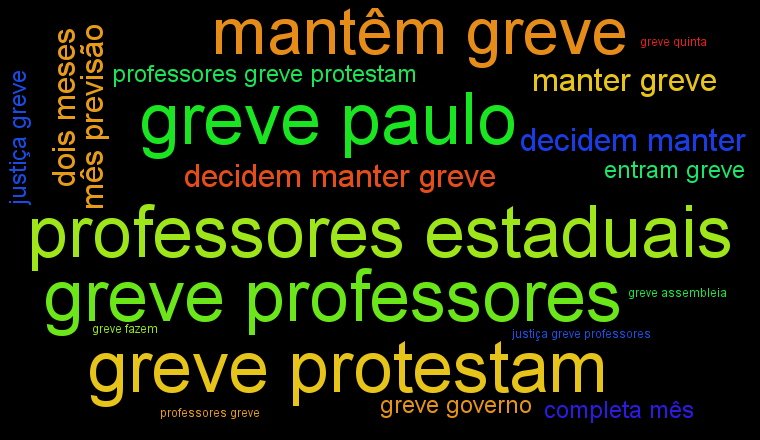 mantêm greve
greve quinta
professores greve protestam
manter greve
dois meses
mês previsão
justiça greve
greve paulo
decidem manter
decidem manter greve
entram greve
professores estaduais
greve professores
greve assembleia
greve fazem
justiça greve professores
greve protestam
professores greve
greve governo
completa mês